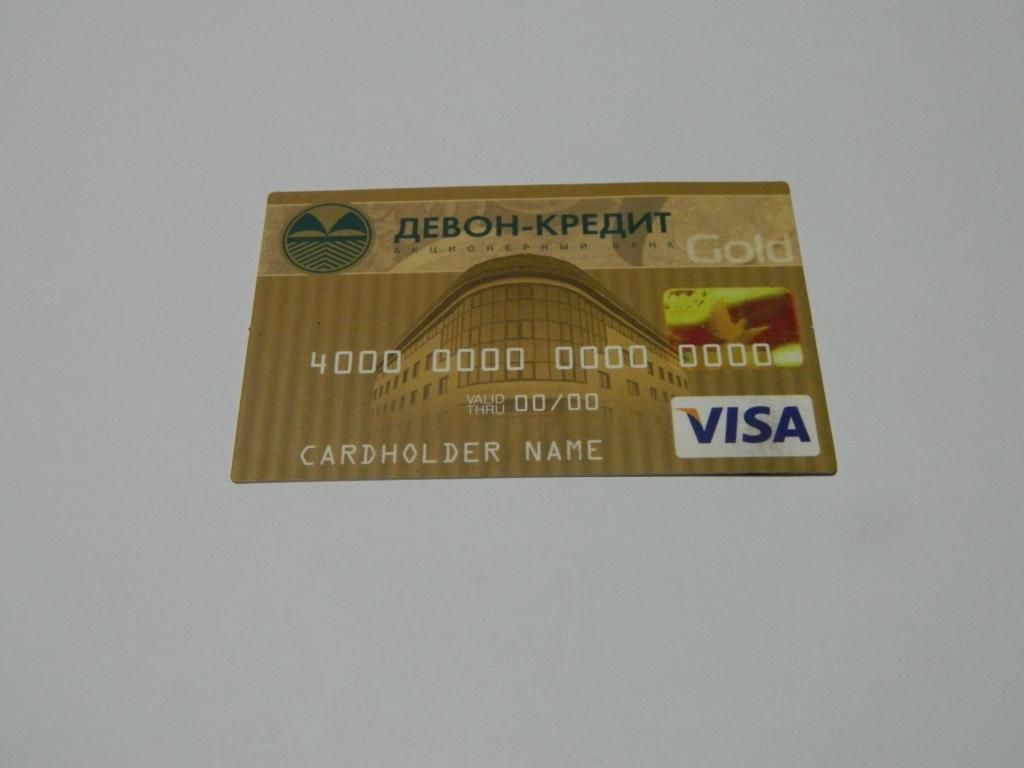 ДЕВОН-КРЕДИТ
АКЦИОНЕРНЫЙ БАНК
Gold
4000 0000 0000 0000
VALID
THRU 00/00
CARDHOLDER NAME
VISA